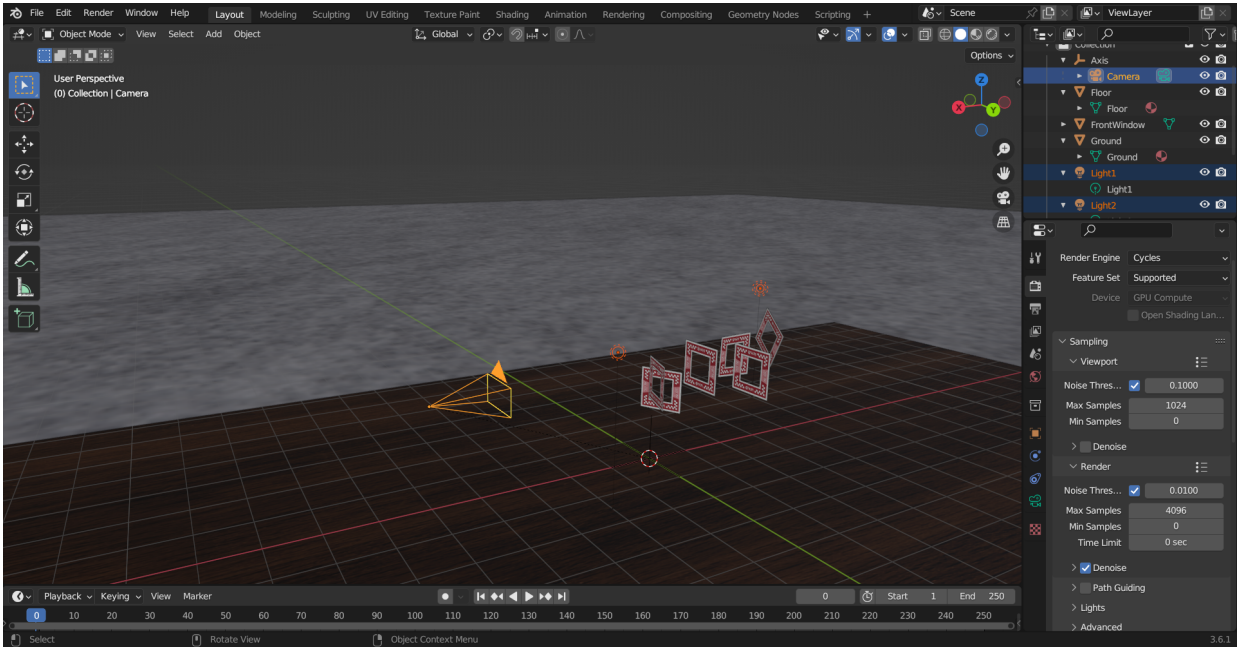 File Edit Render Window Help Layout Modeling Sculpting UV Editing Texture Paint Shading Animation Rendering Compositing Geometry Nodes Scripting + Scene ViewLayer
Object Mode View Select Add Object Global
Options
User Perspective
(0) Collection | Camera
X
Y
Z
Collection
Axis
Camera
Floor
Floor
FrontWindow
Ground
Ground
Light1
Light1
Light2
Render Engine Cycles
Feature Set Supported
Device GPU Compute
Open Shading Lan...
Sampling
Viewport
Noise Thres... 0.1000
Max Samples 1024
Min Samples 0
Denoise
Render
Noise Thres... 0.0100
Max Samples 4096
Min Samples 0
Time Limit 0 sec
Denoise
Path Guiding
Lights
Advanced
Playback Keying View Marker 0 Start 1 End 250
0 10 20 30 40 50 60 70 80 90 100 110 120 130 140 150 160 170 180 190 200 210 220 230 240 250
Select Rotate View Object Context Menu 3.6.1